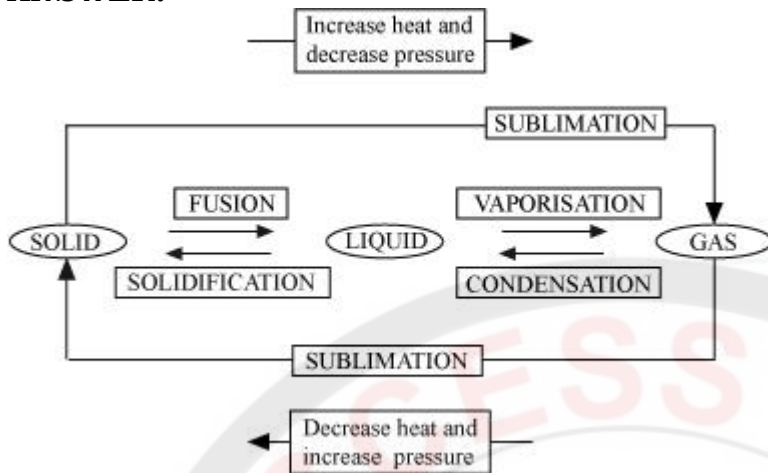 Increase heat and
decrease pressure
SUBLIMATION
FUSION
VAPORISATION
SOLID
LIQUID
GAS
SOLIDIFICATION
CONDENSATION
SUBLIMATION
Decrease heat and
increase pressure
CESS